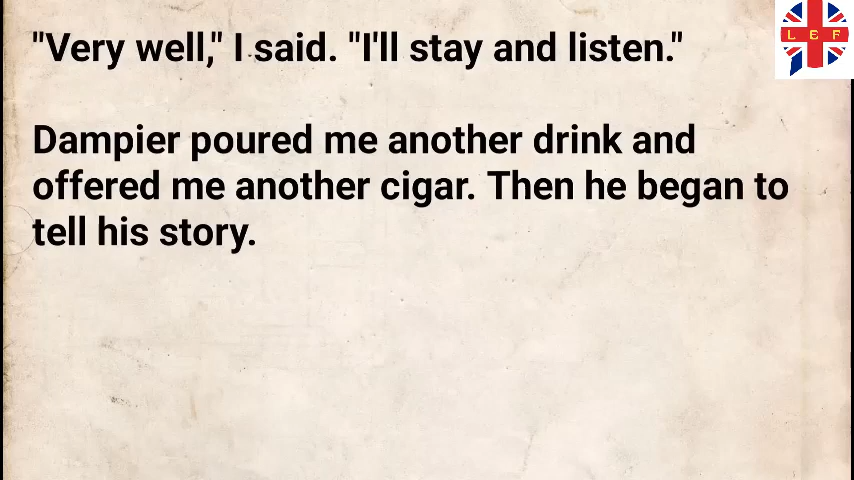 "Very well," I said. "I'll stay and listen."
Dampier poured me another drink and
offered me another cigar. Then he began to
tell his story.
L E F